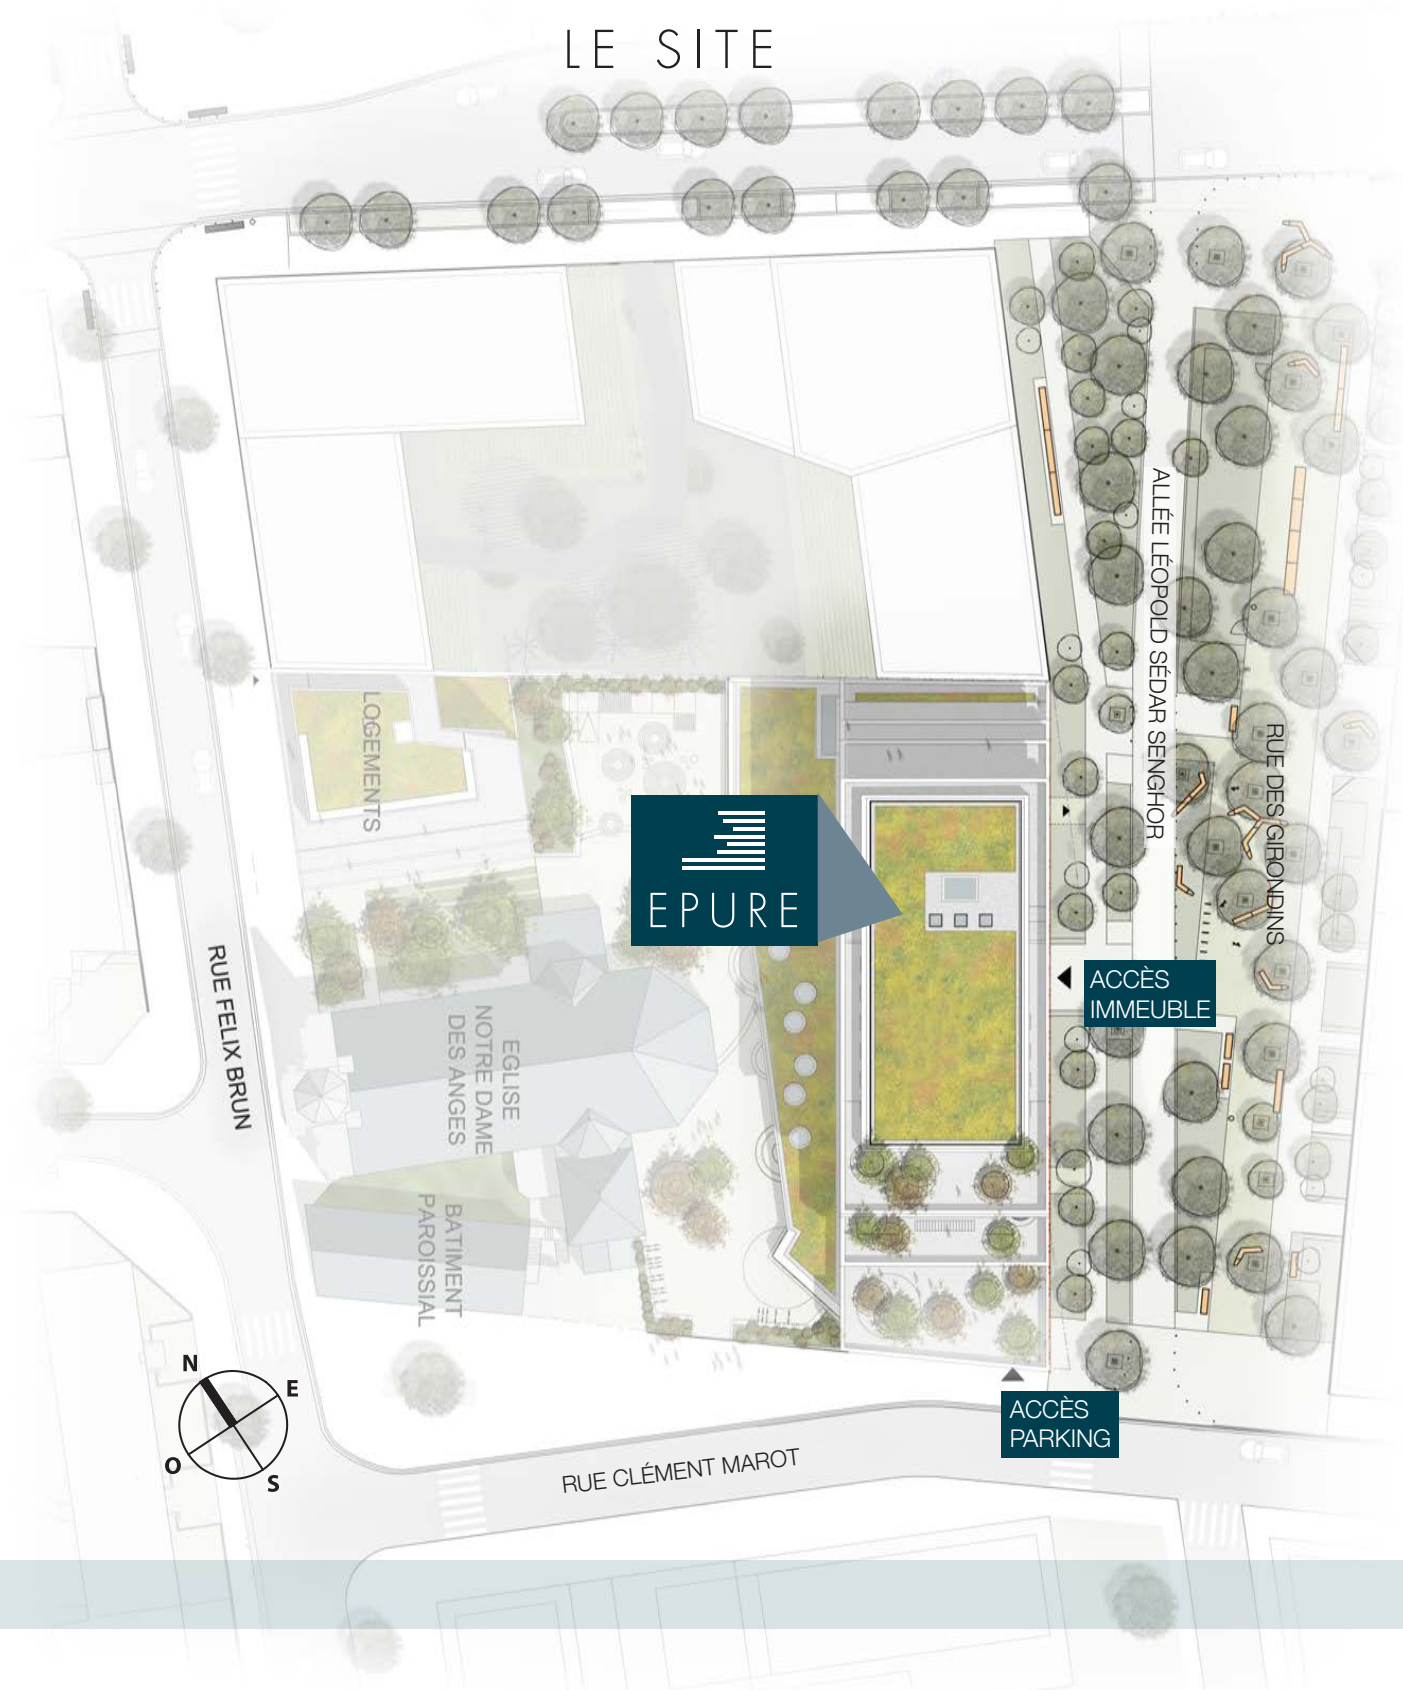 LE SITE
ALLÉE LÉOPOLD SÉDAR SENGHOR
RUE DES GIRONDINS
LOGEMENTS
EPURE
RUE FELIX BRUN
EGLISE
NOTRE DAME
DES ANGES
ACCÈS
IMMEUBLE
BATIMENT
PAROISSIAL
N
E
O
S
ACCÈS
PARKING
RUE CLÉMENT MAROT